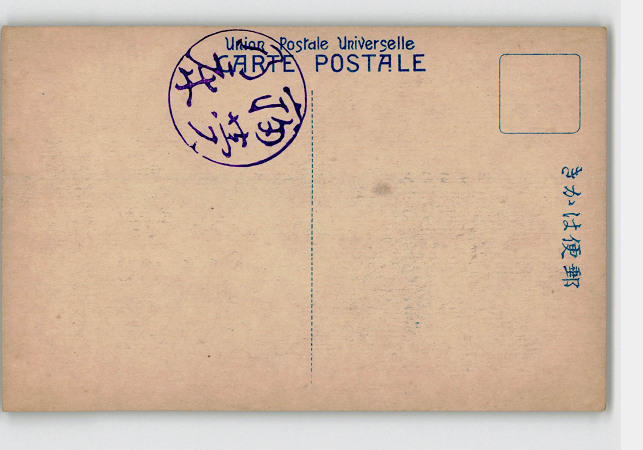 Union Postale Universelle
CARTE POSTALE
きかは便郵